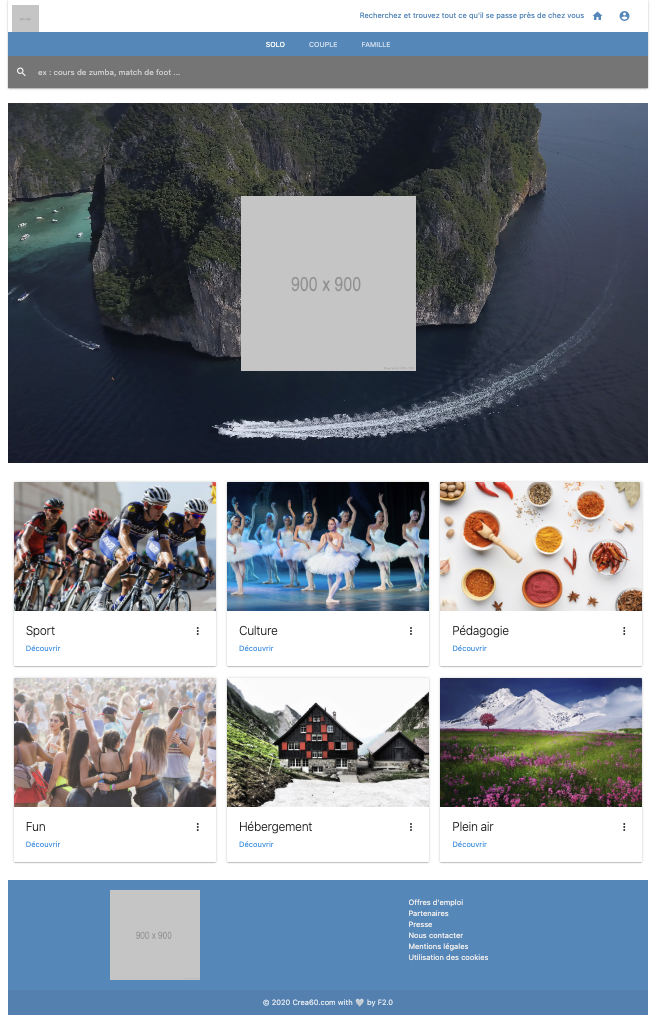 Recherchez et trouvez tout ce qu'il se passe près de chez vous
SOLO COUPLE FAMILLE
ex : cours de zumba, match de foot ...
900 x 900
Sport
Découvrir
Culture
Découvrir
Pédagogie
Découvrir
Fun
Découvrir
Hébergement
Découvrir
Plein air
Découvrir
900 x 900
Offres d'emploi
Partenaires
Presse
Nous contacter
Mentions légales
Utilisation des cookies
© 2020 Crea60.com with 🤍 by F2.0